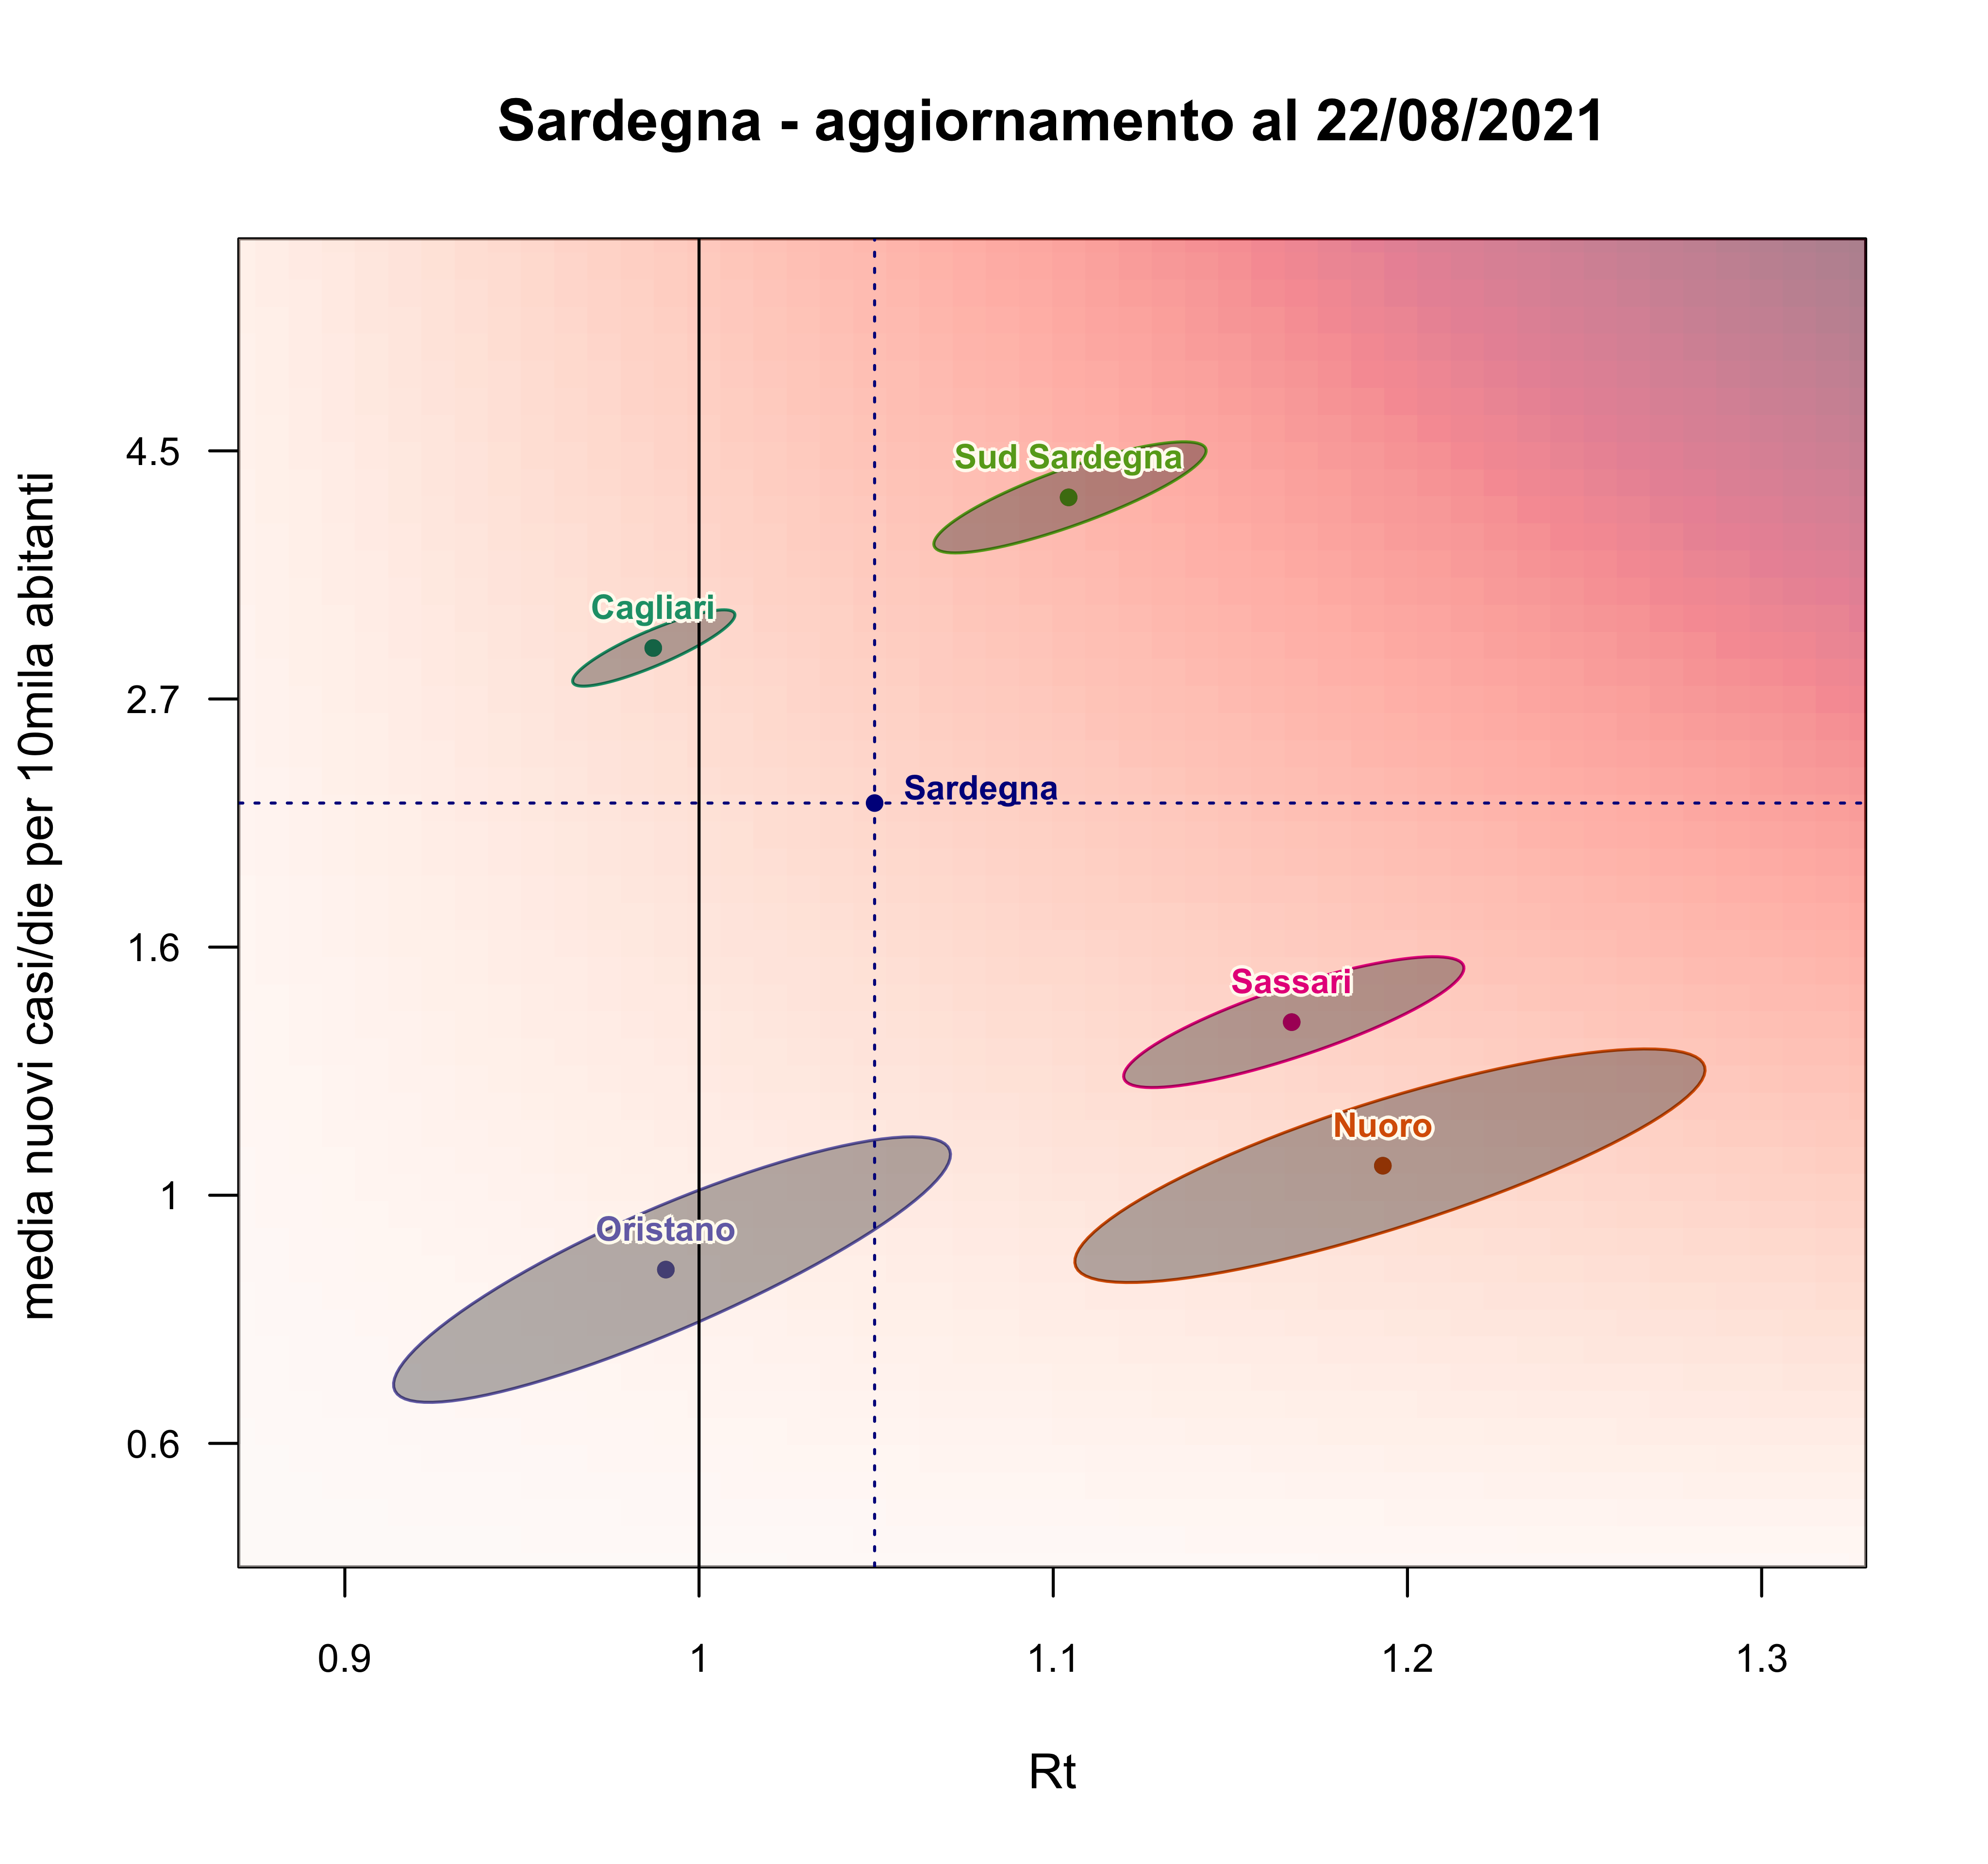 Sardegna - aggiornamento al 22/08/2021
media nuovi casi/die per 10mila abitanti
4.5
2.7
1.6
1
0.6
Sud Sardegna
Cagliari
Sardegna
Sassari
Nuoro
Oristano
0.9
1
1.1
1.2
1.3
Rt